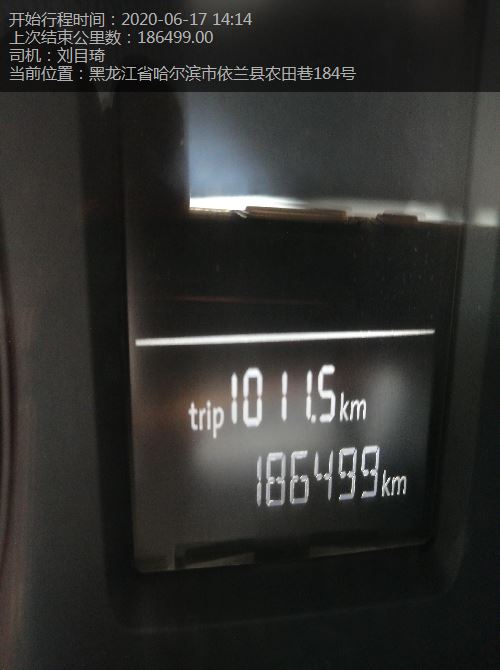 开始行程时间：2020-06-17 14:14
上次结束公里数：186499.00
司机：刘目琦
当前位置：黑龙江省哈尔滨市依兰县农田巷184号
trip 1011.5 km
186499 km